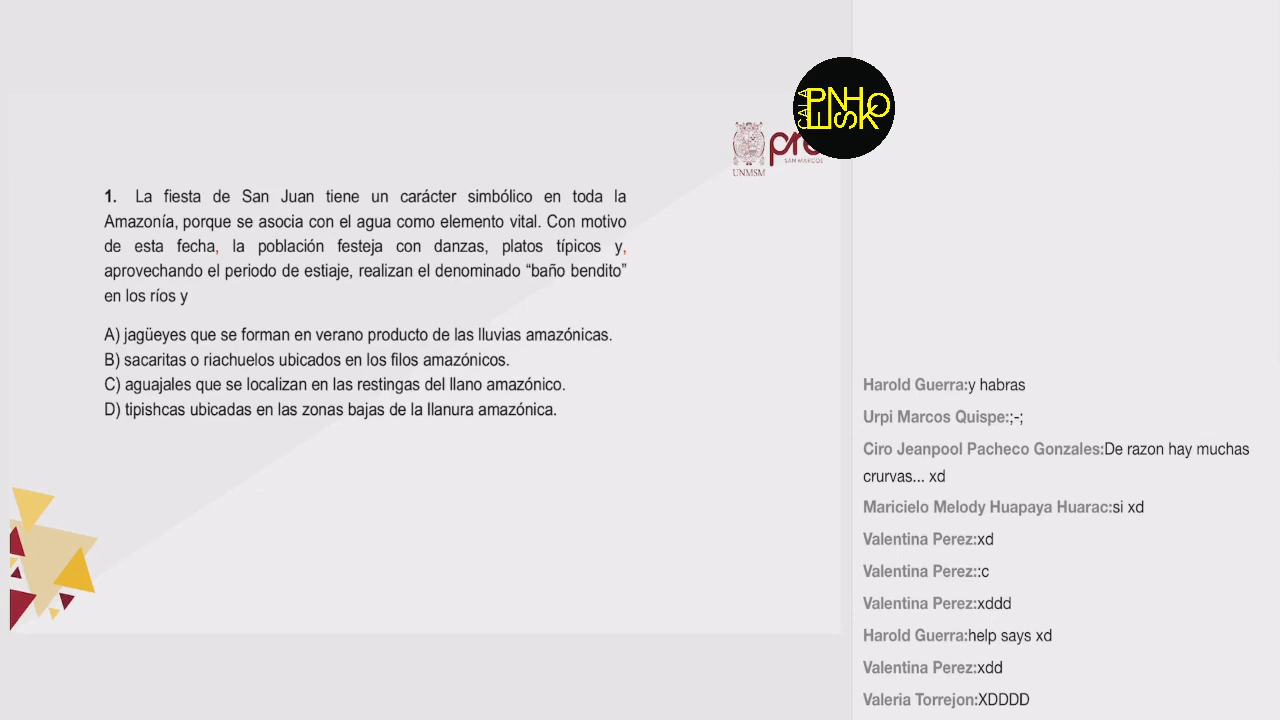 CALA
PEN
HSKO
UNMSM
SAN MARCOS
1. La fiesta de San Juan tiene un carácter simbólico en toda la
Amazonía, porque se asocia con el agua como elemento vital. Con motivo
de esta fecha, la población festeja con danzas, platos típicos y,
aprovechando el periodo de estiaje, realizan el denominado “baño bendito”
en los ríos y
A) jagüeyes que se forman en verano producto de las lluvias amazónicas.
B) sacaritas o riachuelos ubicados en los filos amazónicos.
C) aguajales que se localizan en las restingas del llano amazónico.
D) tipishcas ubicadas en las zonas bajas de la llanura amazónica.
Harold Guerra:y habras
Urpi Marcos Quispe:;-;
Ciro Jeanpool Pacheco Gonzales:De razon hay muchas
crurvas... xd
Maricielo Melody Huapaya Huarac:si xd
Valentina Perez:xd
Valentina Perez::c
Valentina Perez:xddd
Harold Guerra:help says xd
Valentina Perez:xdd
Valeria Torrejon:XDDDD